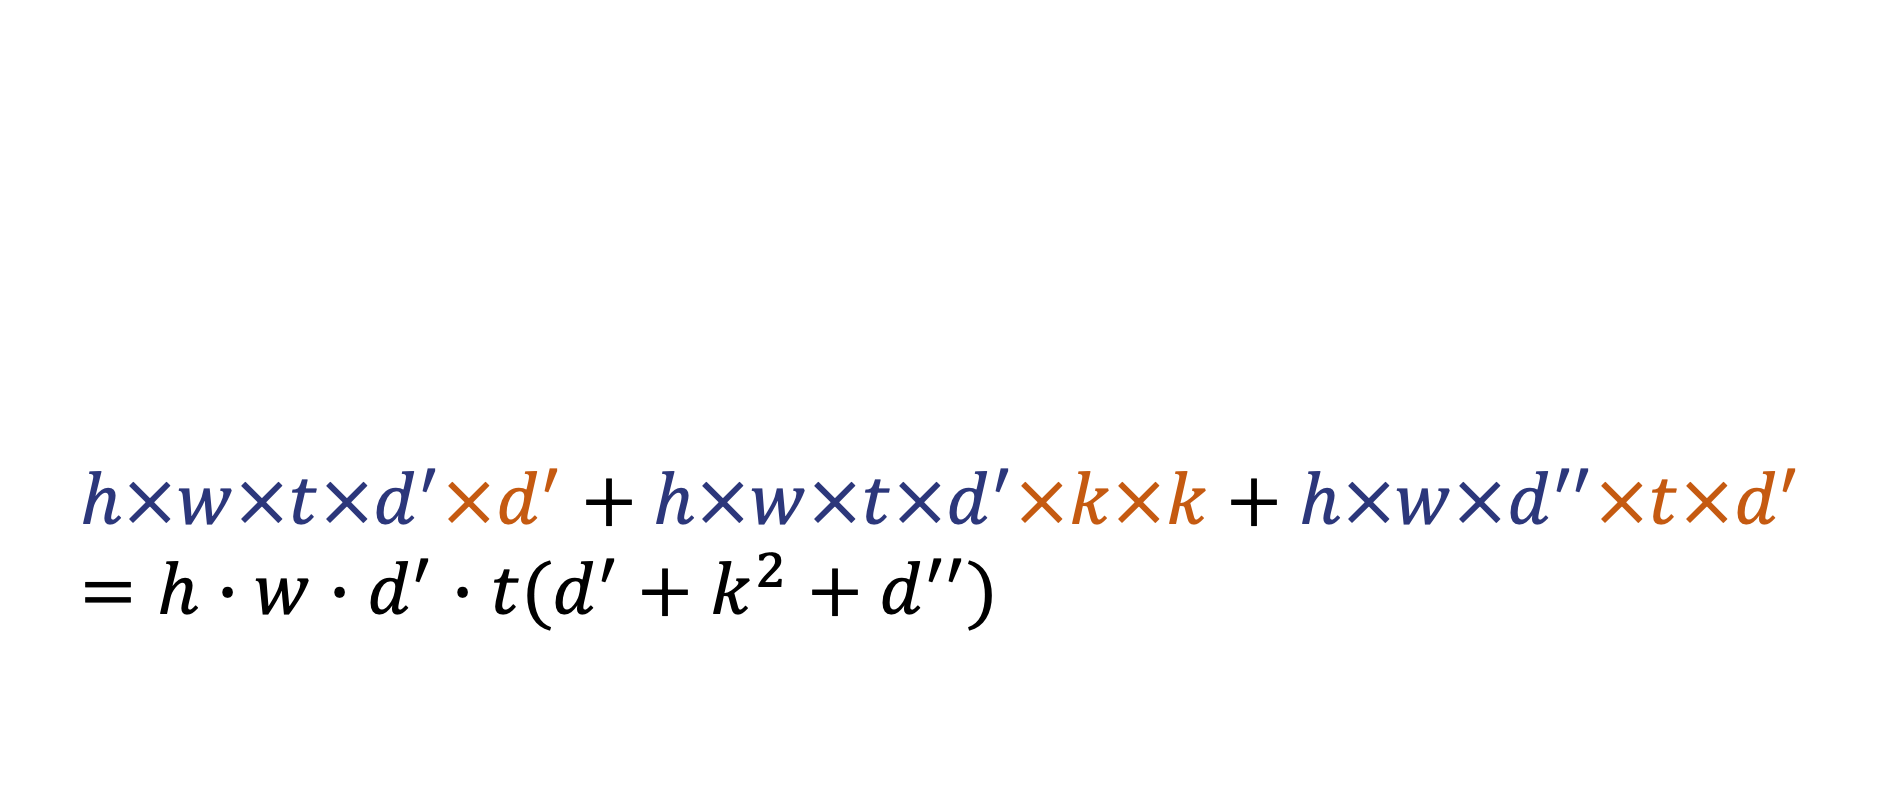 h×w×t×d′×d′ + h×w×t×d′×k×k + h×w×d′′×t×d′
= h · w · d′ · t(d′ + k² + d′′)